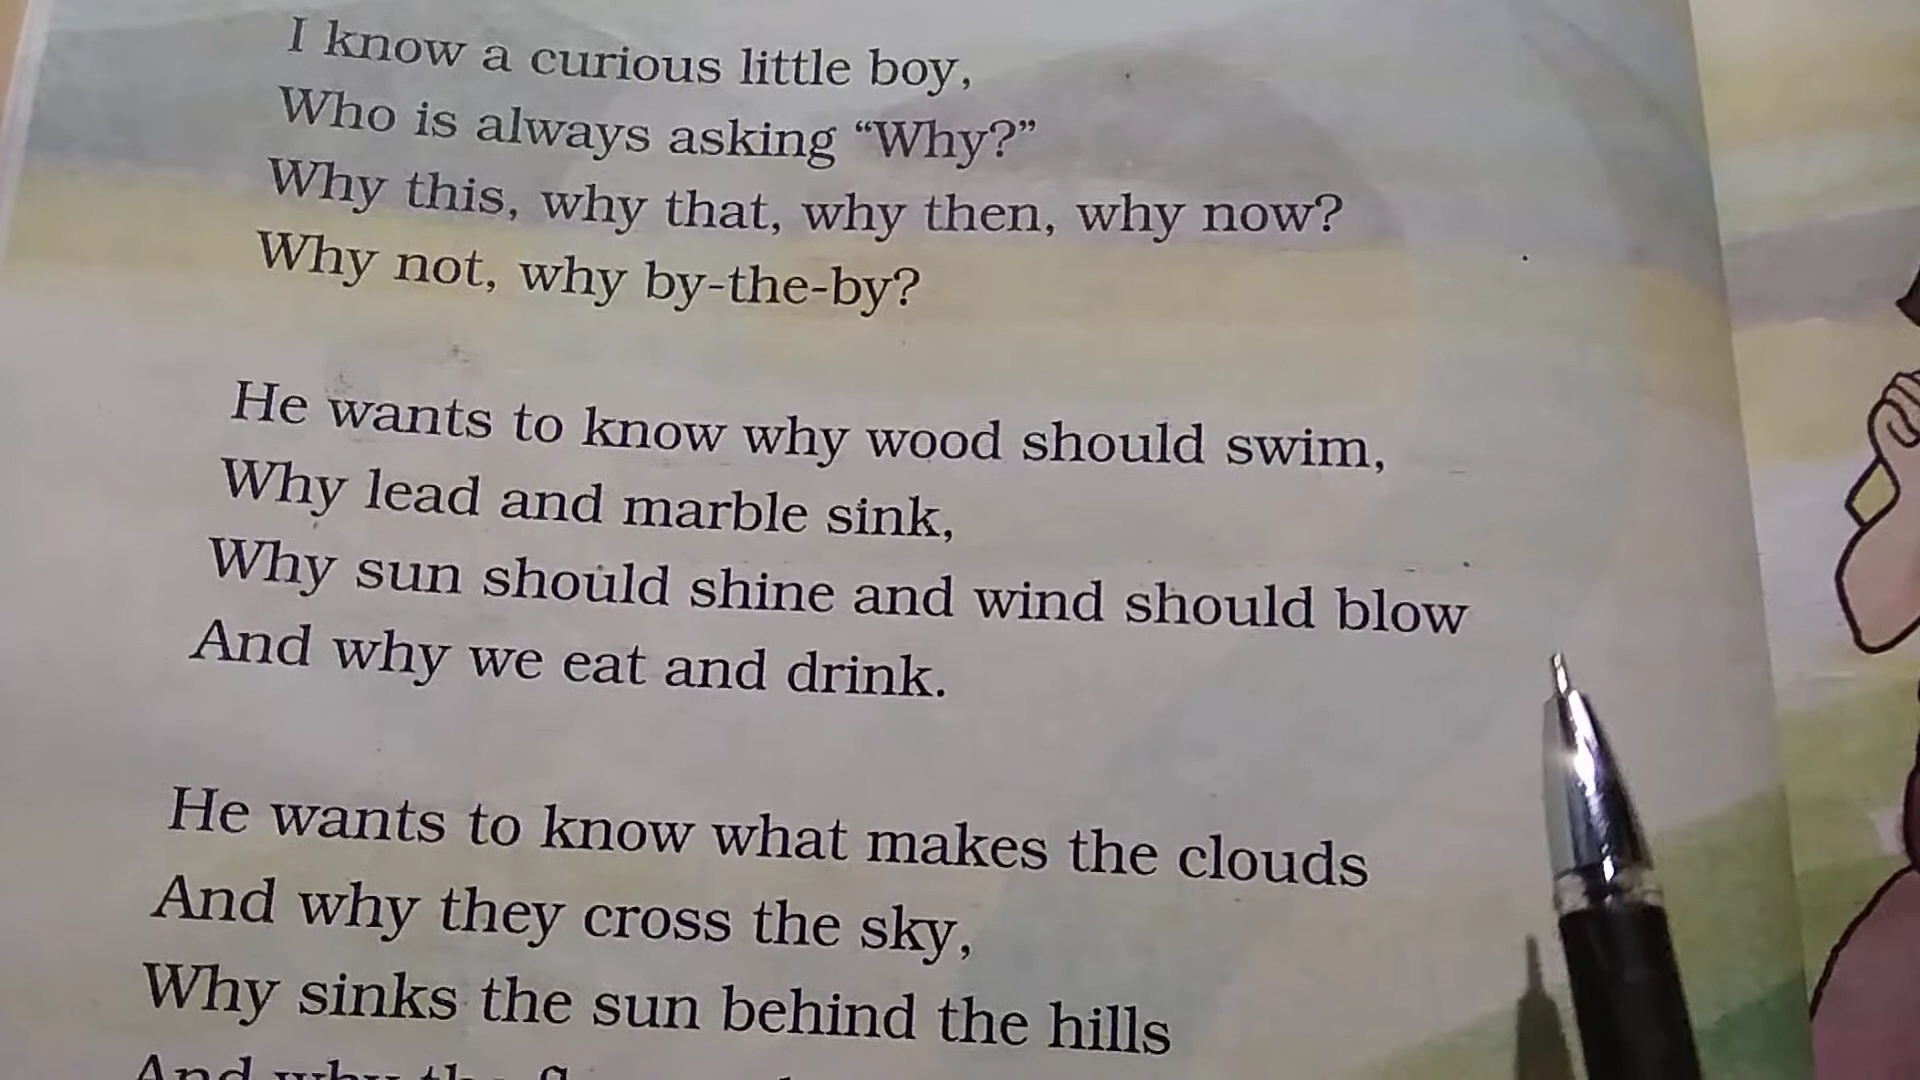 I know a curious little boy,
Who is always asking “Why?”
Why this, why that, why then, why now?
Why not, why by-the-by?
He wants to know why wood should swim,
Why lead and marble sink,
Why sun should shine and wind should blow
And why we eat and drink.
He wants to know what makes the clouds
And why they cross the sky,
Why sinks the sun behind the hills
And why the